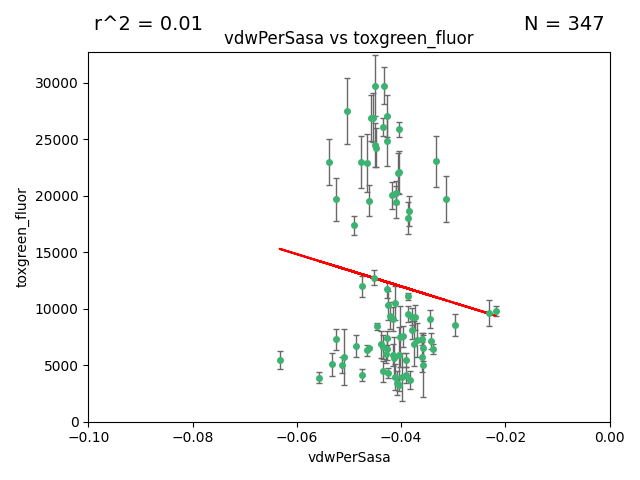 r^2 = 0.01
N = 347
vdwPerSasa vs toxgreen_fluor
30000
25000
20000
15000
10000
5000
0
toxgreen_fluor
−0.10
−0.08
−0.06
−0.04
−0.02
0.00
vdwPerSasa